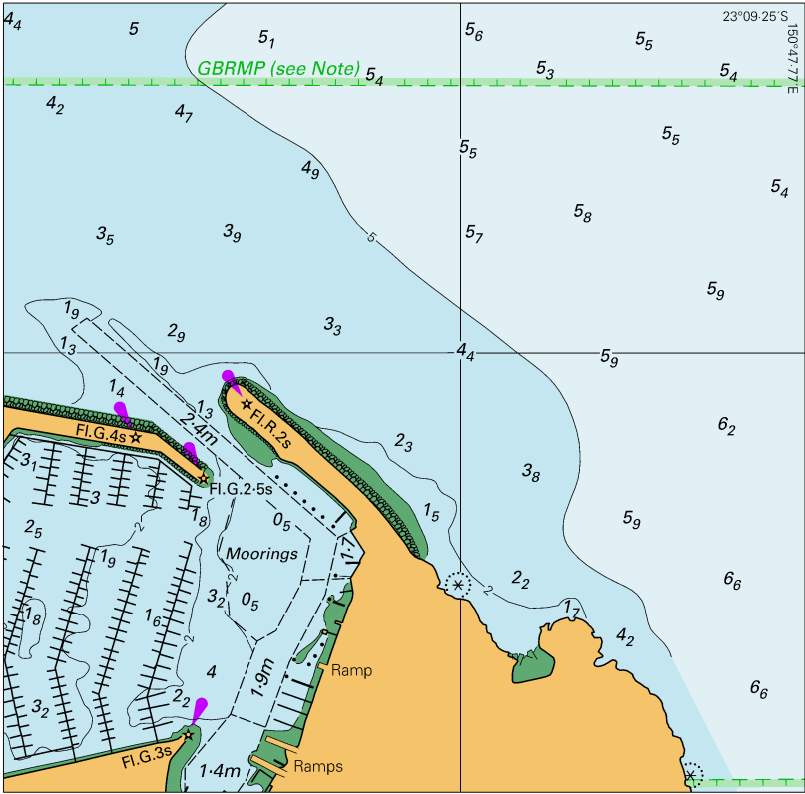 4₄ 5 5₁ 5₆ 5₅ 23°09·25´S
150°47·77´E
GBRMP (see Note) 5₄ 5₃ 5₄
4₂ 4₇ 5₅ 5₅
4₉ 5₄
3₅ 3₉ 5 5₇ 5₈
5₉
1₉ 2₉ 3₃
1₃ 1₉ 4₄ 5₉
1₄ 1₃ 2·4m Fl.R.2s 6₂
Fl.G.4s 2₃
3₁ 3 Fl.G.2·5s 3₈
1₈ 0₅ 1₅ 5₉
2₅ 2 Moorings 1·7
1₉ 2 2₂ 6₆
1₈ 1₆ 3₂ 0₅ 2 1₇
2 4₂
3₂ 2₂ 4 1·9m Ramp 6₆
Fl.G.3s
1·4m Ramps